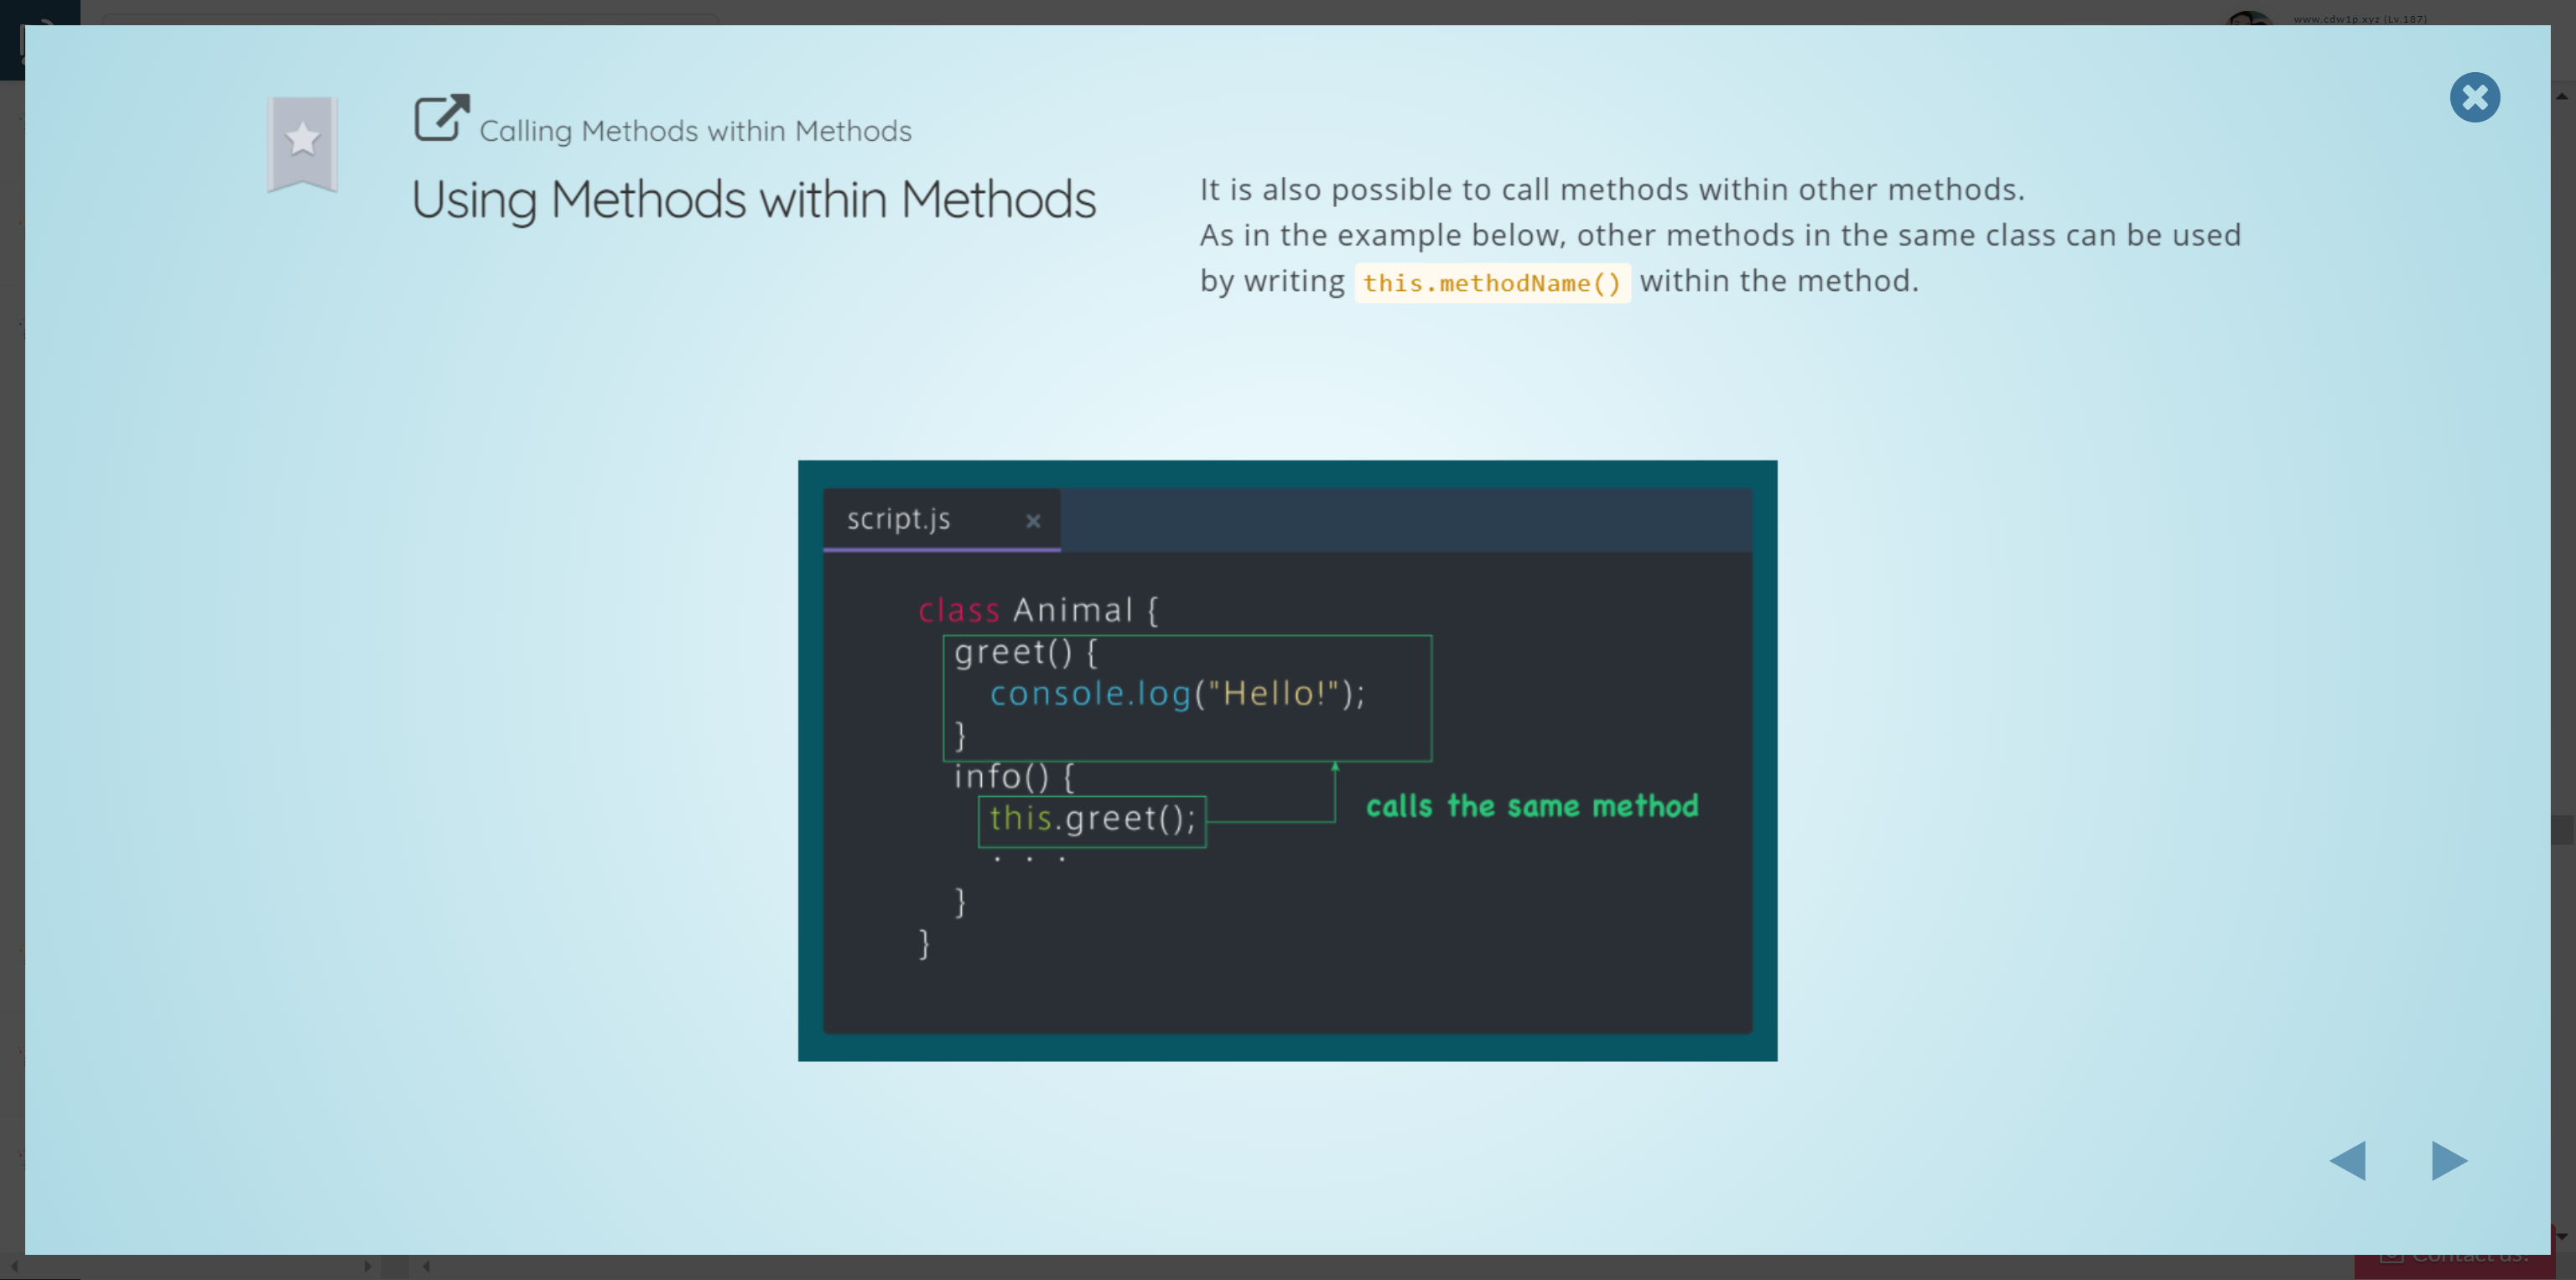 www.cdw1p.xyz (Lv.187)
Calling Methods within Methods
Using Methods within Methods
It is also possible to call methods within other methods.
As in the example below, other methods in the same class can be used
by writing this.methodName() within the method.
script.js
class Animal {
greet() {
console.log("Hello!");
}
info() {
this.greet();
. . .
}
}
calls the same method
Contact us!